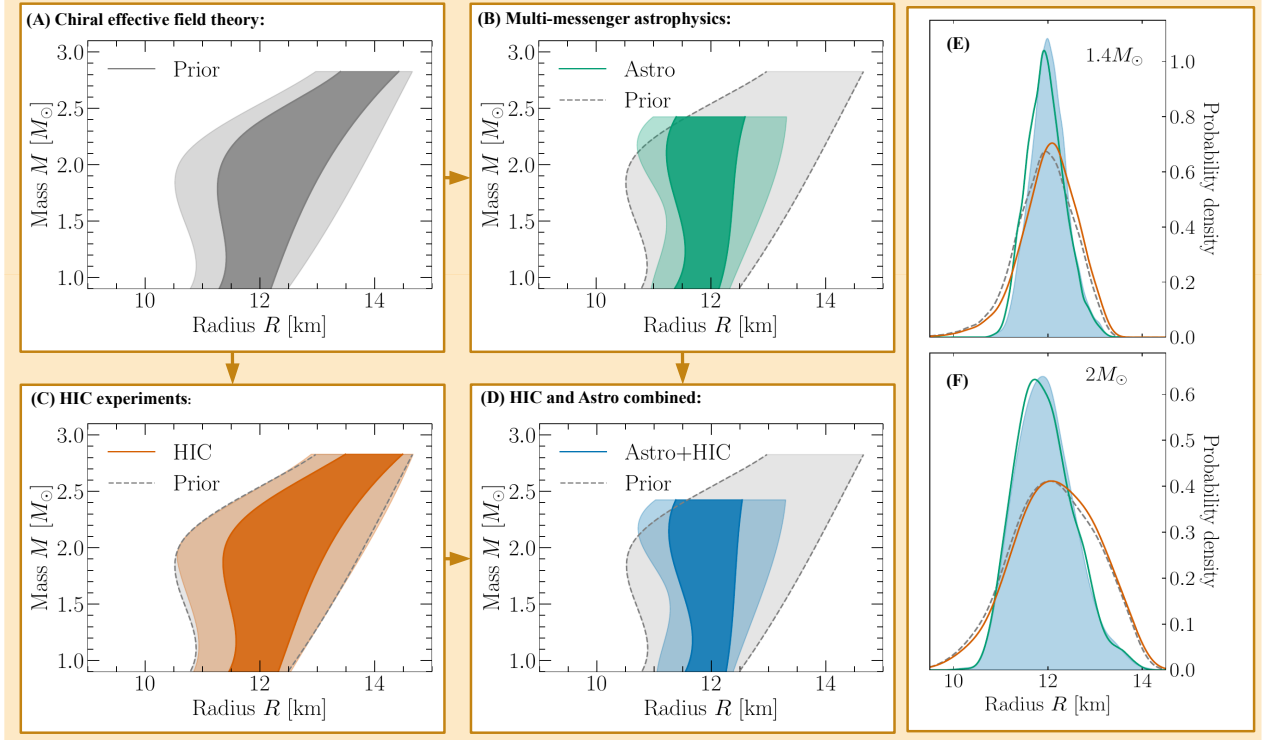 (A) Chiral effective field theory:
3.0
2.5
2.0
1.5
1.0
Mass M [M⊙]
Prior
10
12
14
Radius R [km]
(B) Multi-messenger astrophysics:
3.0
2.5
2.0
1.5
1.0
Mass M [M⊙]
Astro
Prior
10
12
14
Radius R [km]
(C) HIC experiments:
3.0
2.5
2.0
1.5
1.0
Mass M [M⊙]
HIC
Prior
10
12
14
Radius R [km]
(D) HIC and Astro combined:
3.0
2.5
2.0
1.5
1.0
Mass M [M⊙]
Astro+HIC
Prior
10
12
14
Radius R [km]
(E)
1.4M⊙
1.0
0.8
0.6
0.4
0.2
0.0
Probability density
(F)
2M⊙
0.6
0.5
0.4
0.3
0.2
0.1
0.0
Probability density
10
12
14
Radius R [km]